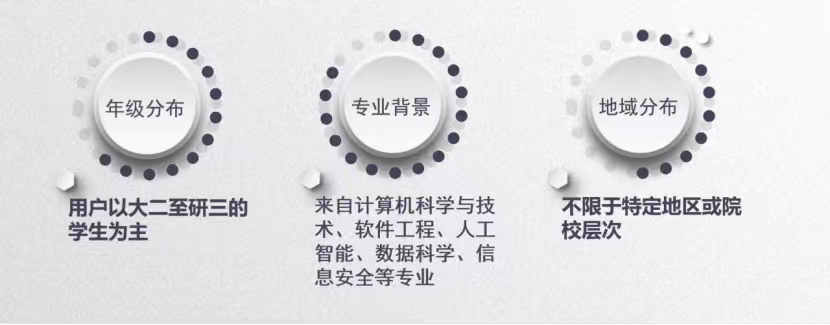 年级分布
用户以大二至研三的
学生为主
专业背景
来自计算机科学与技
术、软件工程、人工
智能、数据科学、信
息安全等专业
地域分布
不限于特定地区或院
校层次